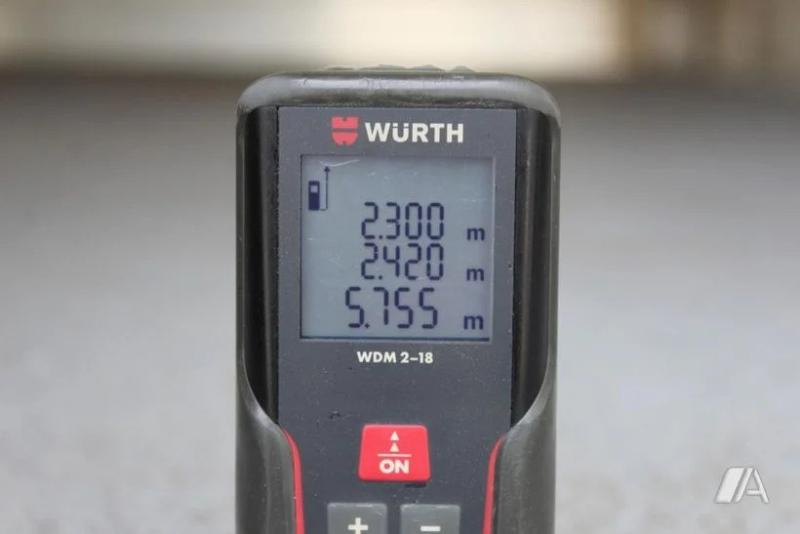 WÜRTH
2.300 m
2.420 m
5.755 m
WDM 2-18
ON
+ −
A